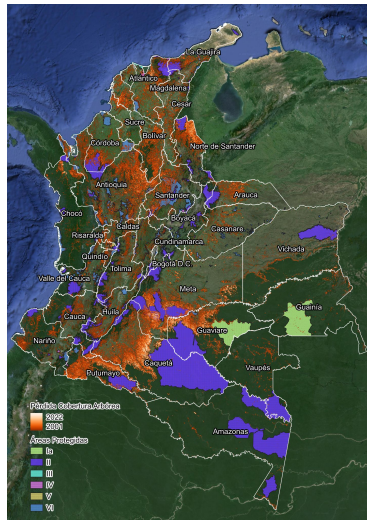 La Guajira
Atlántico
Magdalena
Cesar
Sucre
Bolívar
Córdoba
Norte de Santander
Antioquia
Santander
Arauca
Chocó
Boyacá
Caldas
Casanare
Risaralda
Cundinamarca
Vichada
Quindío
Bogotá D.C.
Tolima
Valle del Cauca
Meta
Guainía
Cauca
Huila
Guaviare
Nariño
Caquetá
Vaupés
Putumayo
Pérdida Cobertura Arbórea
2022
2001
Amazonas
Áreas Protegidas
Ia
II
III
IV
V
VI